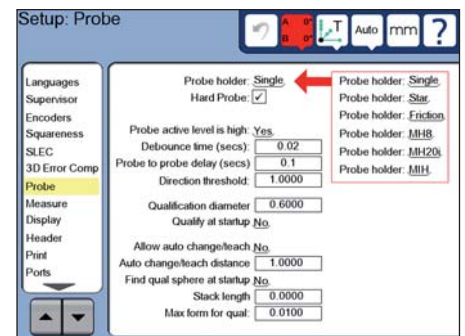 Setup: Probe
A 0°
B 0°
T
Auto
mm
?
Languages
Supervisor
Encoders
Squareness
SLEC
3D Error Comp
Probe
Measure
Display
Header
Print
Ports
Probe holder: Single
Hard Probe: ✓
Probe active level is high: Yes
Debounce time (secs): 0.02
Probe to probe delay (secs) 0.1
Direction threshold: 1.0000
Qualification diameter 0.6000
Qualify at startup No
Allow auto change/teach No
Auto change/teach distance 1.0000
Find qual sphere at startup No
Stack length 0.0000
Max form for qual: 0.0100
Probe holder: Single
Probe holder: Star
Probe holder: Friction
Probe holder: MH8
Probe holder: MH20i
Probe holder: MIH